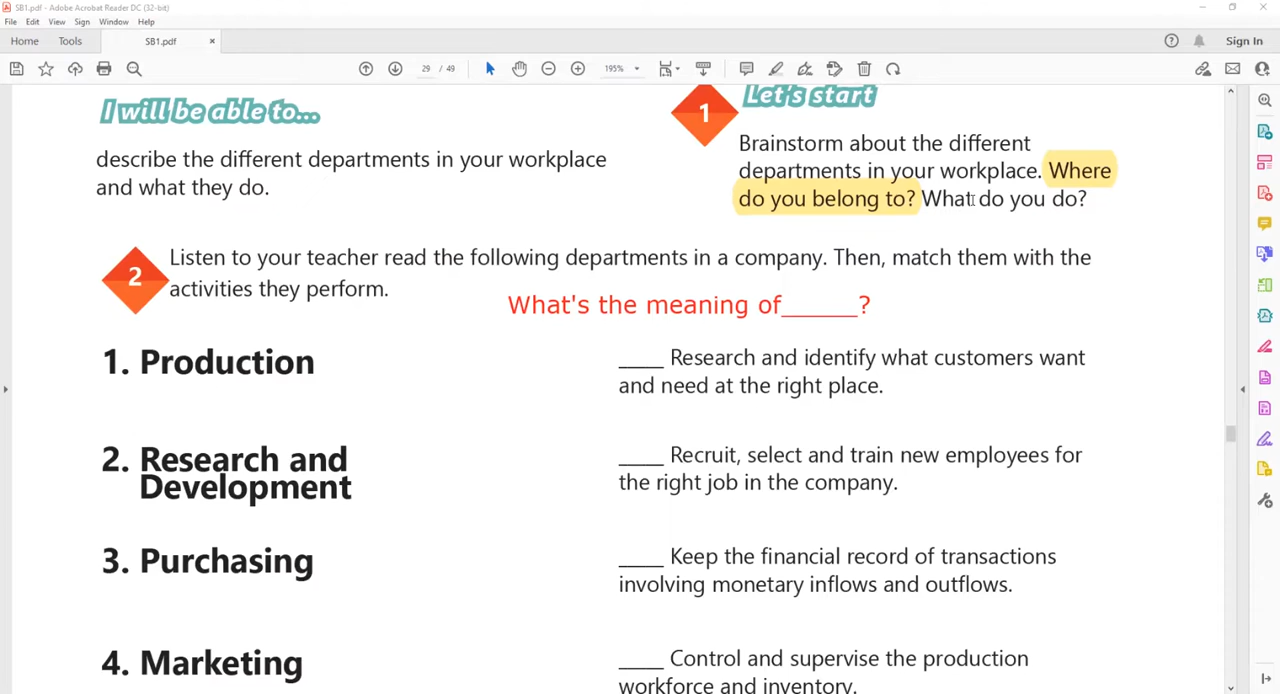 SB1.pdf - Adobe Acrobat Reader DC (32-bit)
File Edit View Sign Window Help
Home Tools SB1.pdf × Sign In
29 / 49 195%
I will be able to...
describe the different departments in your workplace
and what they do.
1 Let's start
Brainstorm about the different
departments in your workplace. Where
do you belong to? What do you do?
2 Listen to your teacher read the following departments in a company. Then, match them with the
activities they perform.
What's the meaning of______?
1. Production
____ Research and identify what customers want
and need at the right place.
2. Research and
Development
____ Recruit, select and train new employees for
the right job in the company.
3. Purchasing
____ Keep the financial record of transactions
involving monetary inflows and outflows.
4. Marketing
____ Control and supervise the production
workforce and inventory.